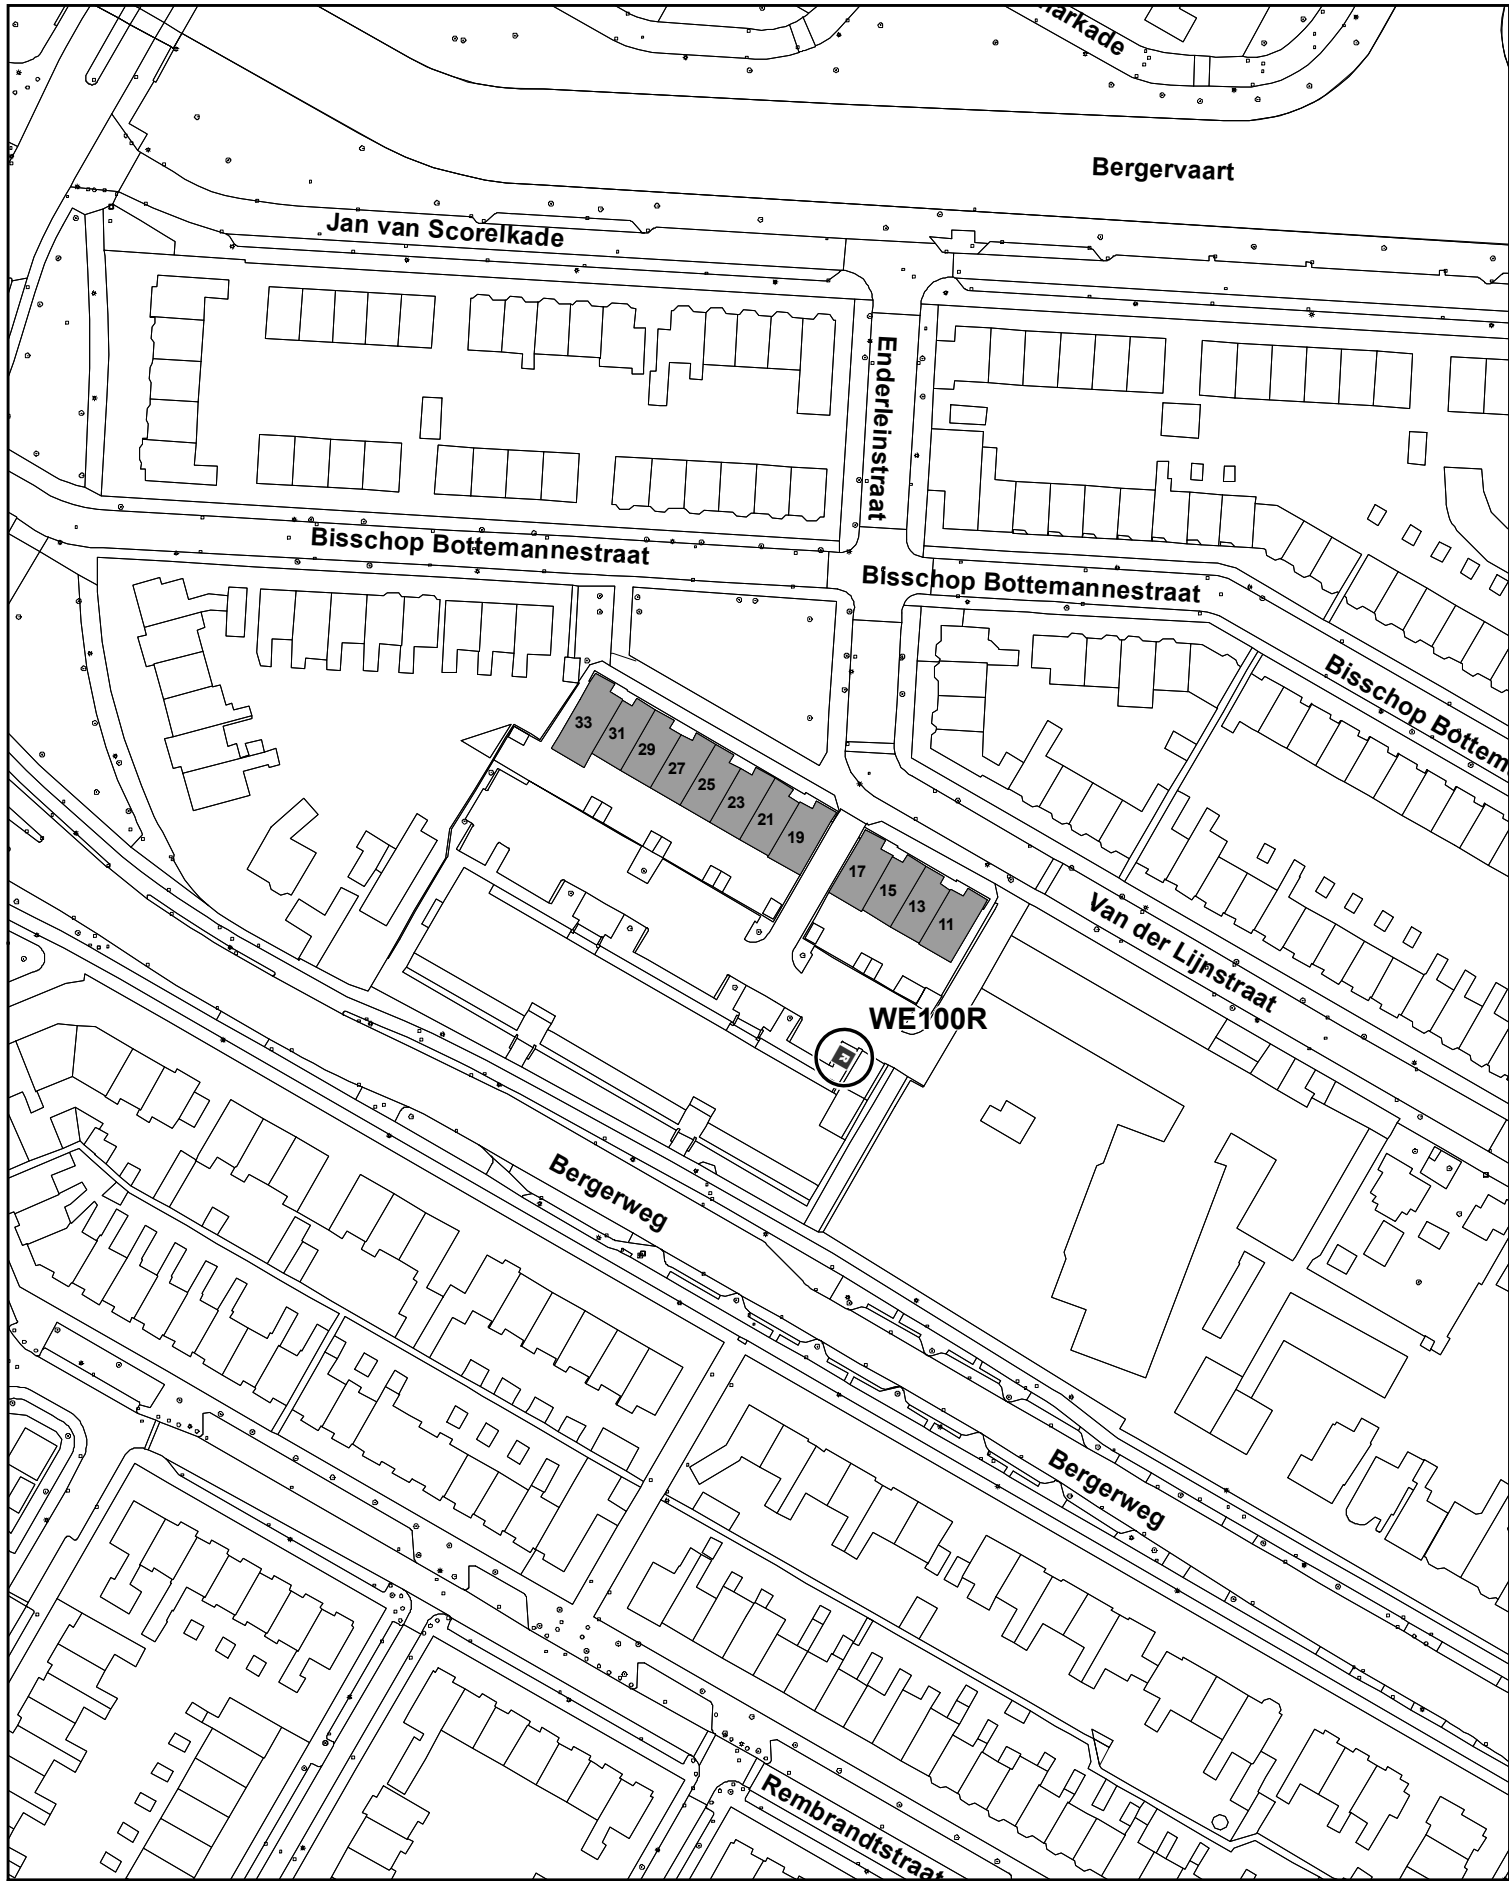 arkade
Bergervaart
Jan van Scorelkade
Enderleinstraat
Bisschop Bottemannestraat
Bisschop Bottemannestraat
Bisschop Bottem
33
31
29
27
25
23
21
19
17
15
13
11
Van der Lijnstraat
WE100R
R
Bergerweg
Bergerweg
Rembrandtstraat